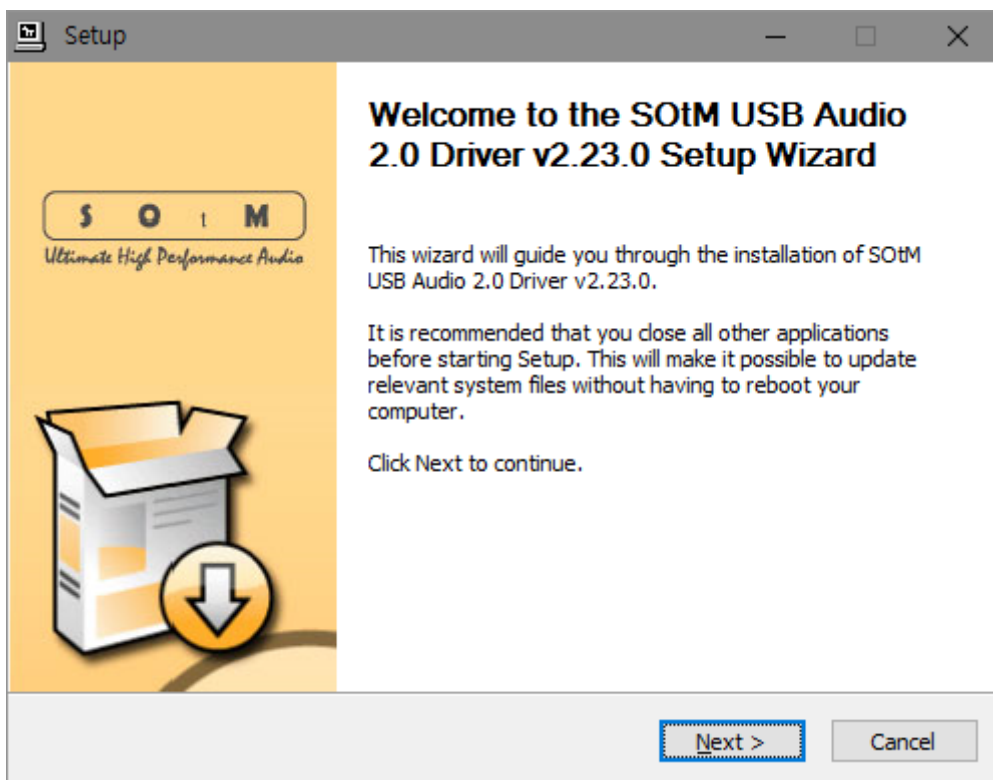 Setup
Welcome to the SOtM USB Audio
2.0 Driver v2.23.0 Setup Wizard
S O t M
Ultimate High Performance Audio
This wizard will guide you through the installation of SOtM
USB Audio 2.0 Driver v2.23.0.
It is recommended that you close all other applications
before starting Setup. This will make it possible to update
relevant system files without having to reboot your
computer.
Click Next to continue.
Next >
Cancel